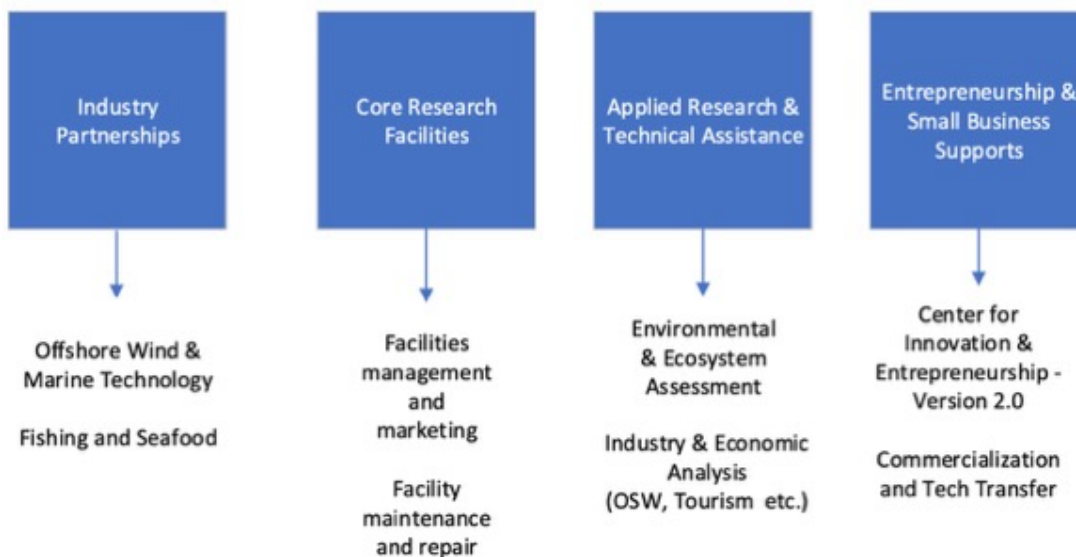 Industry
Partnerships
Core Research
Facilities
Applied Research &
Technical Assistance
Entrepreneurship &
Small Business
Supports
Offshore Wind &
Marine Technology
Fishing and Seafood
Facilities
management
and
marketing
Facility
maintenance
and repair
Environmental
& Ecosystem
Assessment
Industry & Economic
Analysis
(OSW, Tourism etc.)
Center for
Innovation &
Entrepreneurship -
Version 2.0
Commercialization
and Tech Transfer